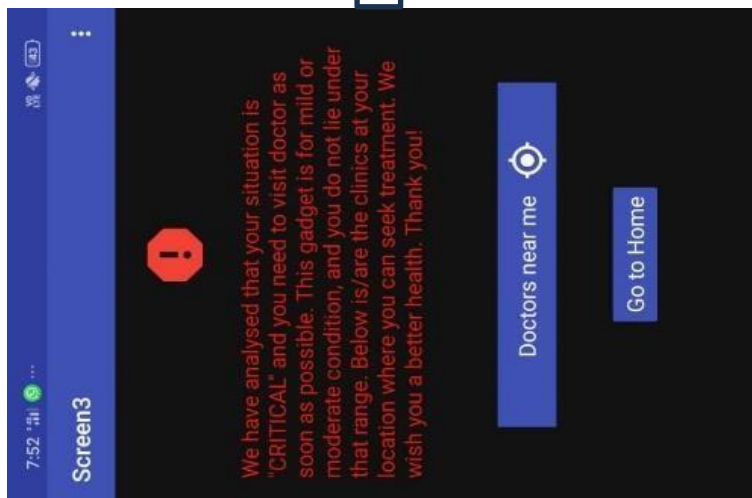 7:52
VO
LTE
43
Screen3
We have analysed that your situation is
"CRITICAL" and you need to visit doctor as
soon as possible. This gadget is for mild or
moderate condition, and you do not lie under
that range. Below is/are the clinics at your
location where you can seek treatment. We
wish you a better health. Thank you!
Doctors near me
Go to Home